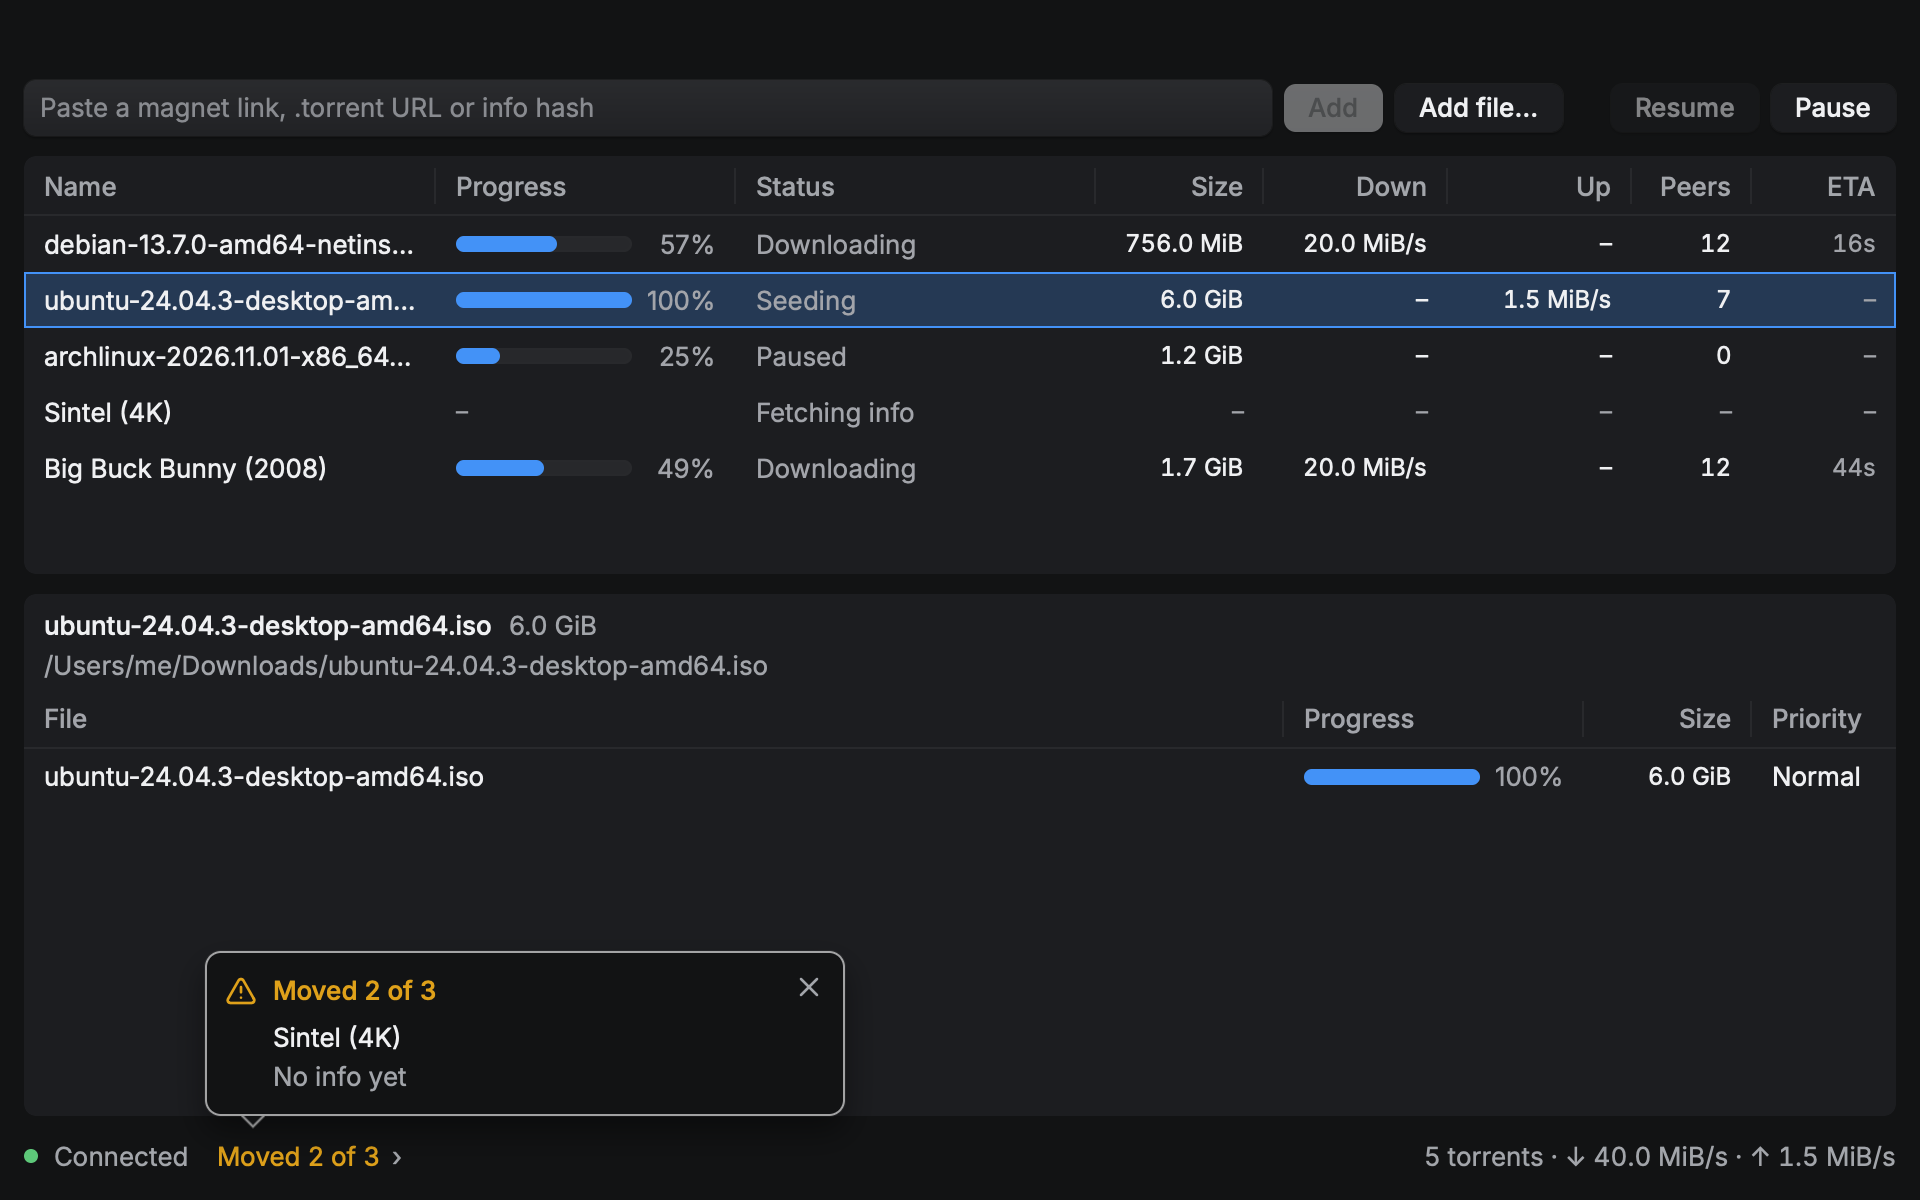 Paste a magnet link, .torrent URL or info hash Add Add file... Resume Pause
Name Progress Status Size Down Up Peers ETA
debian-13.7.0-amd64-netins... 57% Downloading 756.0 MiB 20.0 MiB/s – 12 16s
ubuntu-24.04.3-desktop-am... 100% Seeding 6.0 GiB – 1.5 MiB/s 7 –
archlinux-2026.11.01-x86_64... 25% Paused 1.2 GiB – – 0 –
Sintel (4K) – Fetching info – – – – –
Big Buck Bunny (2008) 49% Downloading 1.7 GiB 20.0 MiB/s – 12 44s
ubuntu-24.04.3-desktop-amd64.iso 6.0 GiB
/Users/me/Downloads/ubuntu-24.04.3-desktop-amd64.iso
File Progress Size Priority
ubuntu-24.04.3-desktop-amd64.iso 100% 6.0 GiB Normal
Moved 2 of 3
Sintel (4K)
No info yet
Connected Moved 2 of 3 › 5 torrents · ↓ 40.0 MiB/s · ↑ 1.5 MiB/s